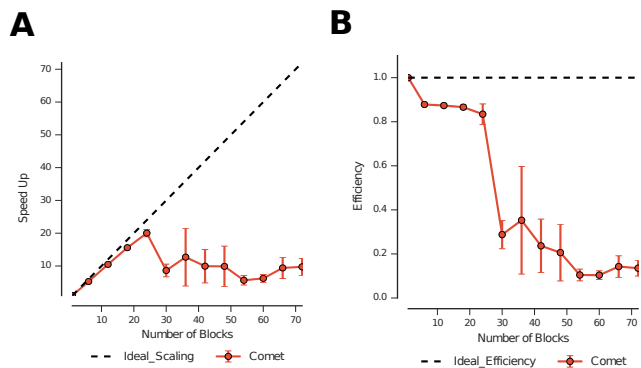 A
70
60
50
40
30
20
10
Speed Up
10 20 30 40 50 60 70
Number of Blocks
Ideal_Scaling Comet
B
1.0
0.8
0.6
0.4
0.2
0.0
Efficiency
0 10 20 30 40 50 60 70
Number of Blocks
Ideal_Efficiency Comet